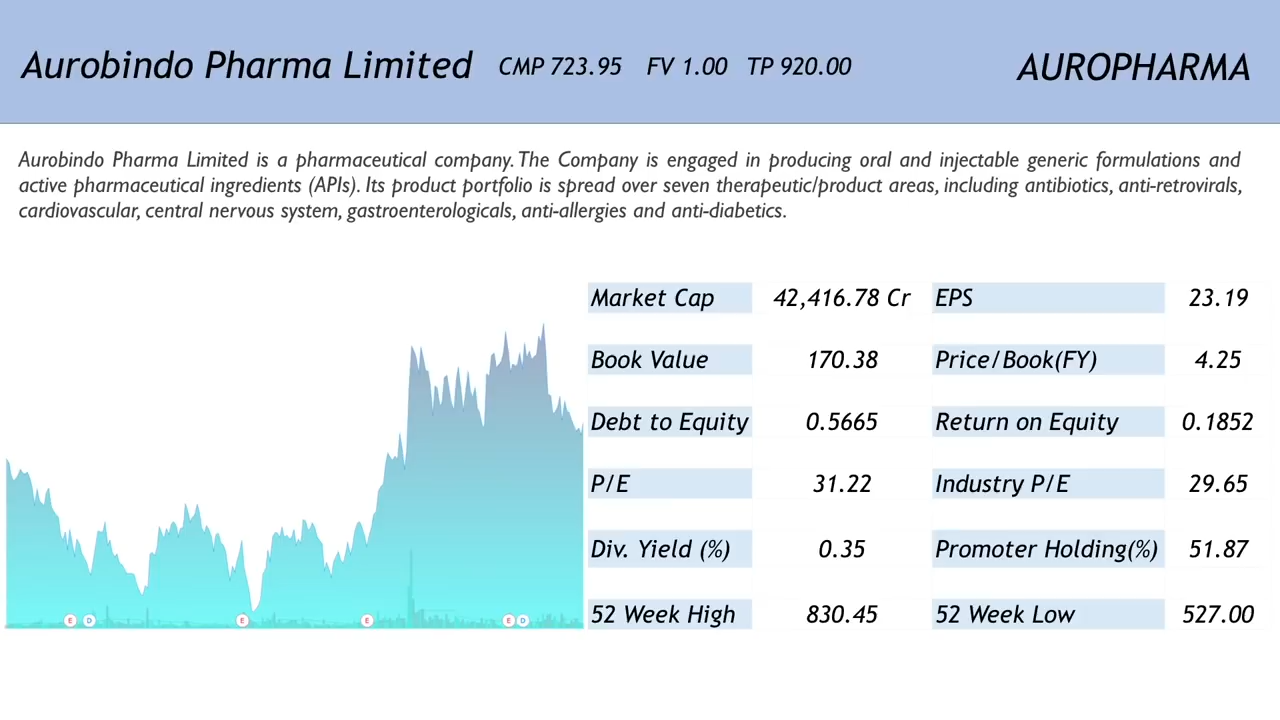 Aurobindo Pharma Limited CMP 723.95 FV 1.00 TP 920.00 AUROPHARMA
Aurobindo Pharma Limited is a pharmaceutical company. The Company is engaged in producing oral and injectable generic formulations and
active pharmaceutical ingredients (APIs). Its product portfolio is spread over seven therapeutic/product areas, including antibiotics, anti-retrovirals,
cardiovascular, central nervous system, gastroenterologicals, anti-allergies and anti-diabetics.
Market Cap 42,416.78 Cr EPS 23.19
Book Value 170.38 Price/Book(FY) 4.25
Debt to Equity 0.5665 Return on Equity 0.1852
P/E 31.22 Industry P/E 29.65
Div. Yield (%) 0.35 Promoter Holding(%) 51.87
52 Week High 830.45 52 Week Low 527.00
E D E E E D